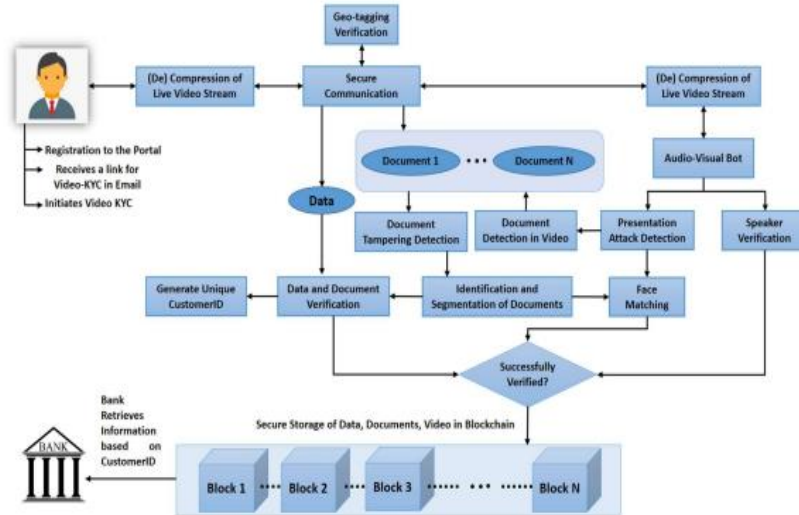 Geo-tagging
Verification
(De) Compression of
Live Video Stream
Secure
Communication
(De) Compression of
Live Video Stream
Registration to the Portal
Receives a link for
Video-KYC in Email
Initiates Video KYC
Document 1
•••
Document N
Audio-Visual Bot
Data
Document
Tampering Detection
Document
Detection in Video
Presentation
Attack Detection
Speaker
Verification
Generate Unique
CustomerID
Data and Document
Verification
Identification and
Segmentation of Documents
Face
Matching
Successfully
Verified?
Bank
Retrieves
Information
based on
CustomerID
Secure Storage of Data, Documents, Video in Blockchain
BANK
Block 1
Block 2
Block 3
Block N